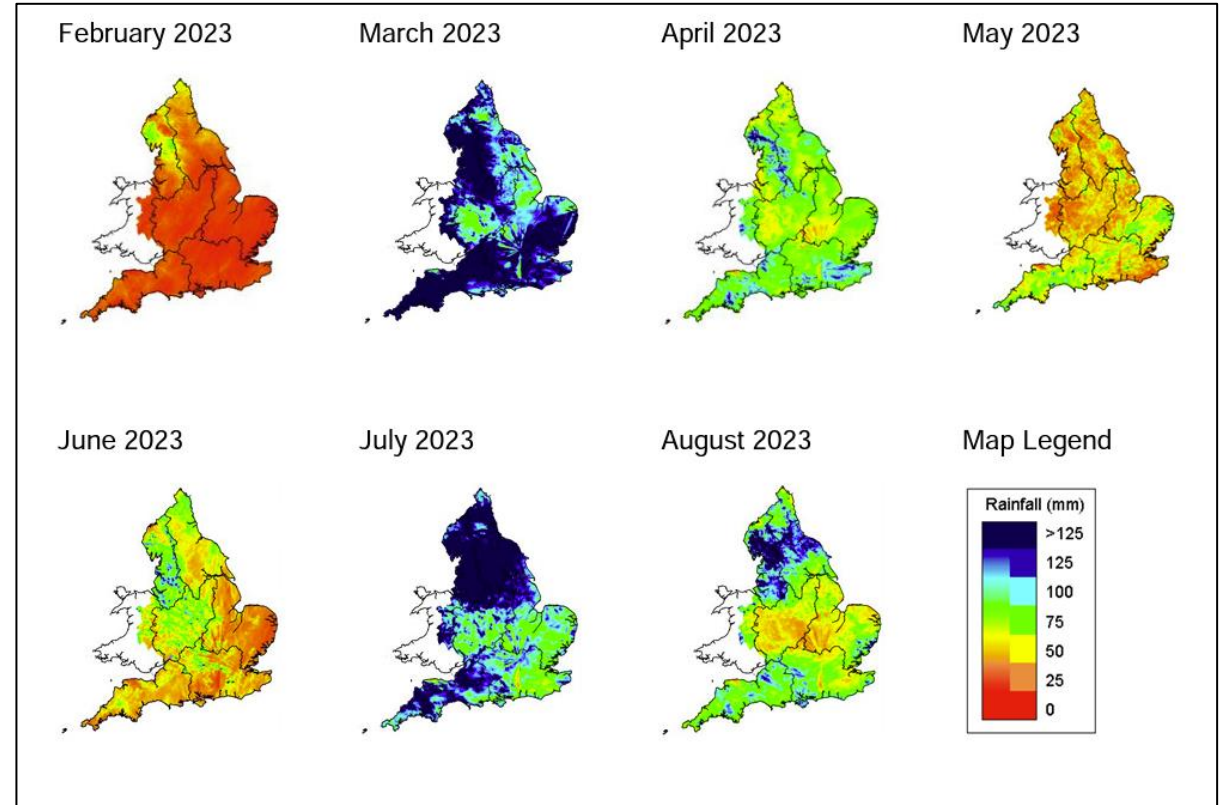 February 2023
March 2023
April 2023
May 2023
June 2023
July 2023
August 2023
Map Legend
Rainfall (mm)
>125
125
100
75
50
25
0